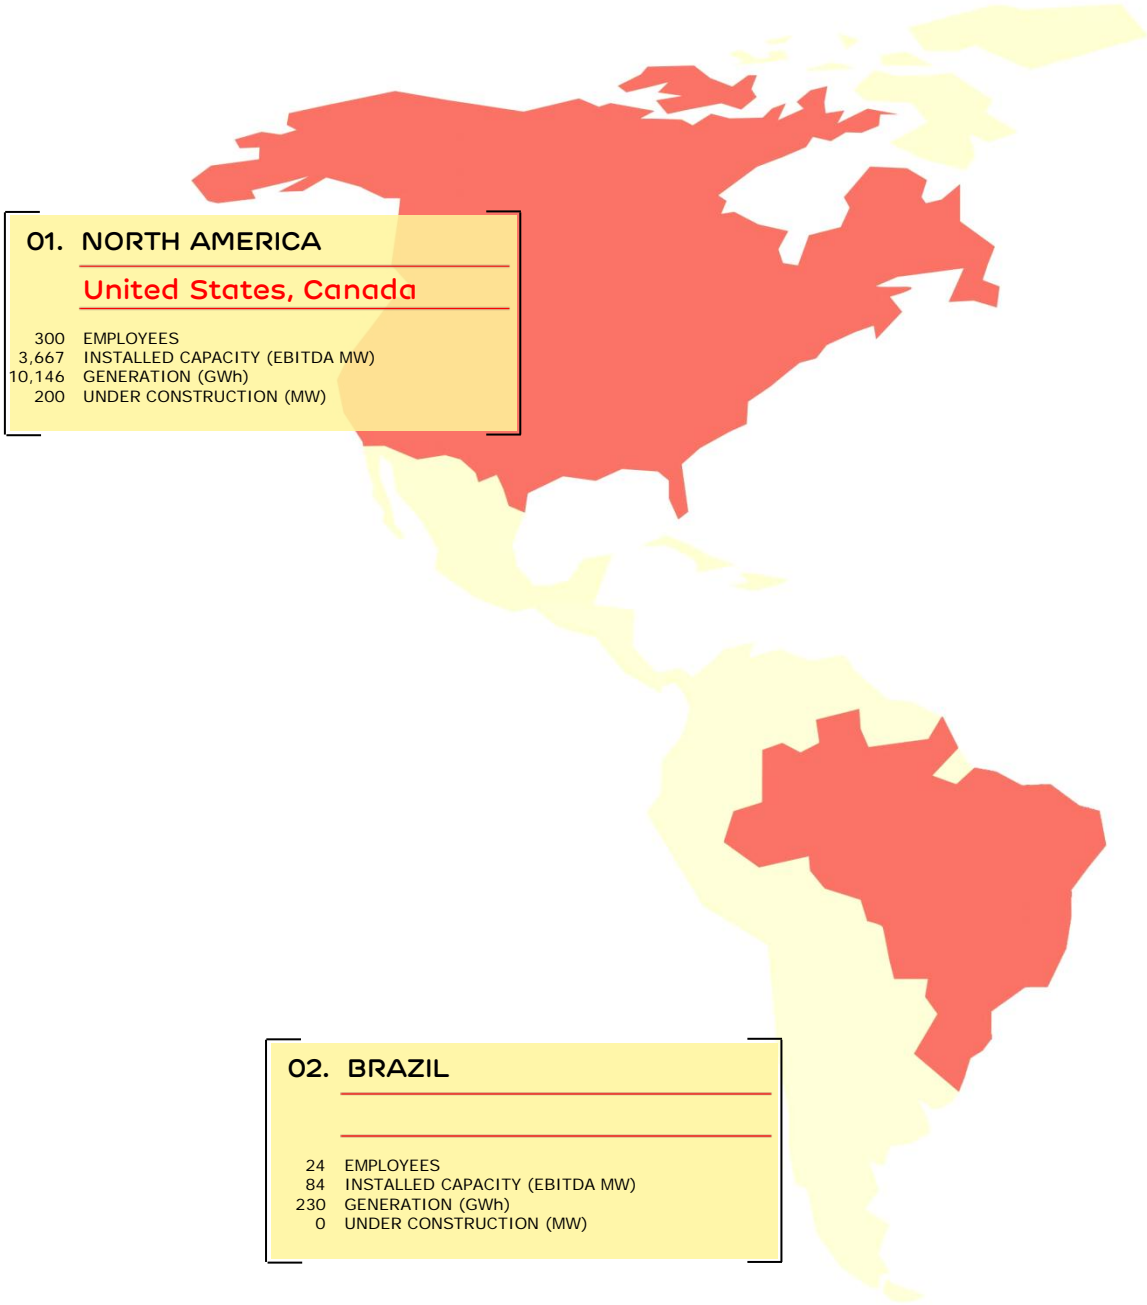 01. NORTH AMERICA
United States, Canada
300 EMPLOYEES
3,667 INSTALLED CAPACITY (EBITDA MW)
10,146 GENERATION (GWh)
200 UNDER CONSTRUCTION (MW)
02. BRAZIL
24 EMPLOYEES
84 INSTALLED CAPACITY (EBITDA MW)
230 GENERATION (GWh)
0 UNDER CONSTRUCTION (MW)